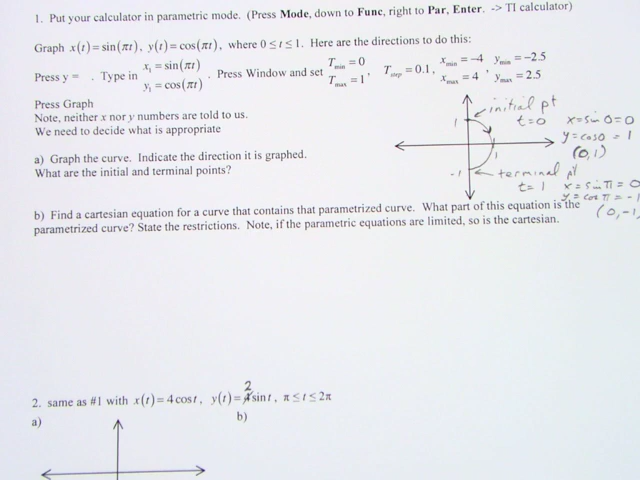 1. Put your calculator in parametric mode. (Press Mode, down to Func, right to Par, Enter. -> TI calculator)
Graph x(t)=sin(πt), y(t)=cos(πt), where 0≤t≤1. Here are the directions to do this:
Press y = . Type in x₁ = sin(πt) y₁ = cos(πt) . Press Window and set Tmin = 0 Tmax = 1 , Tstep = 0.1, xmin = -4 xmax = 4 , ymin = -2.5 ymax = 2.5
Press Graph
Note, neither x nor y numbers are told to us.
We need to decide what is appropriate
a) Graph the curve. Indicate the direction it is graphed.
What are the initial and terminal points?
1
initial pt
t=0
x=sin 0=0
y=cos0 = 1
(0,1)
1
-1
terminal pt
t=1
x=sinπ=0
y=cosπ=-1
(0,-1)
b) Find a cartesian equation for a curve that contains that parametrized curve. What part of this equation is the
parametrized curve? State the restrictions. Note, if the parametric equations are limited, so is the cartesian.
2. same as #1 with x(t)=4cost, y(t)=2sint, π≤t≤2π
a) b)